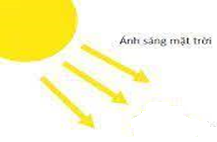 Ánh sáng mặt trời